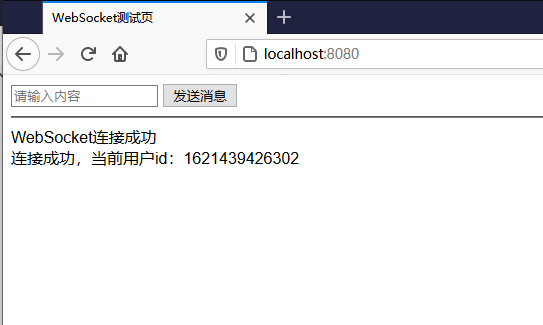 WebSocket测试页
localhost:8080
请输入内容 发送消息
WebSocket连接成功
连接成功，当前用户id：1621439426302